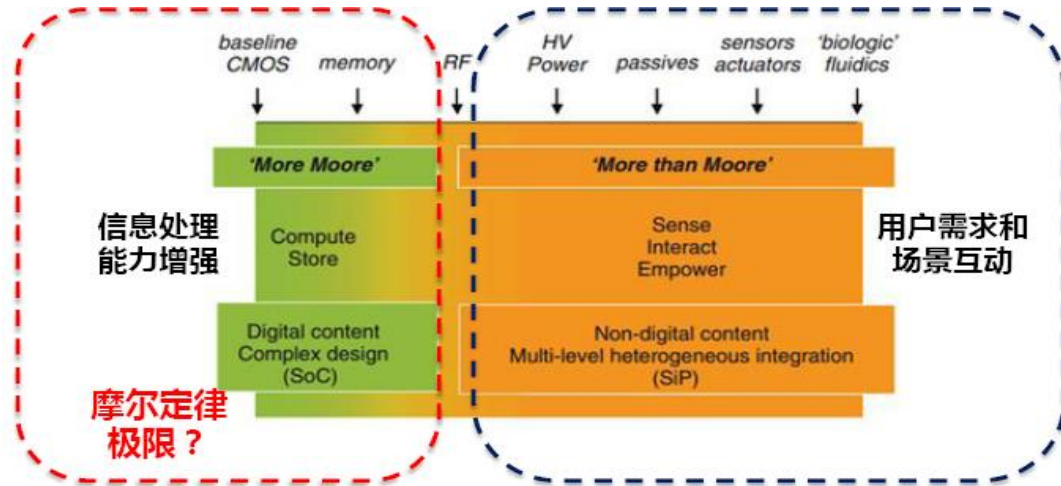 baseline
CMOS
memory
RF
HV
Power
passives
sensors
actuators
'biologic'
fluidics
'More Moore'
'More than Moore'
信息处理
能力增强
Compute
Store
Sense
Interact
Empower
用户需求和
场景互动
Digital content
Complex design
(SoC)
Non-digital content
Multi-level heterogeneous integration
(SiP)
摩尔定律
极限？